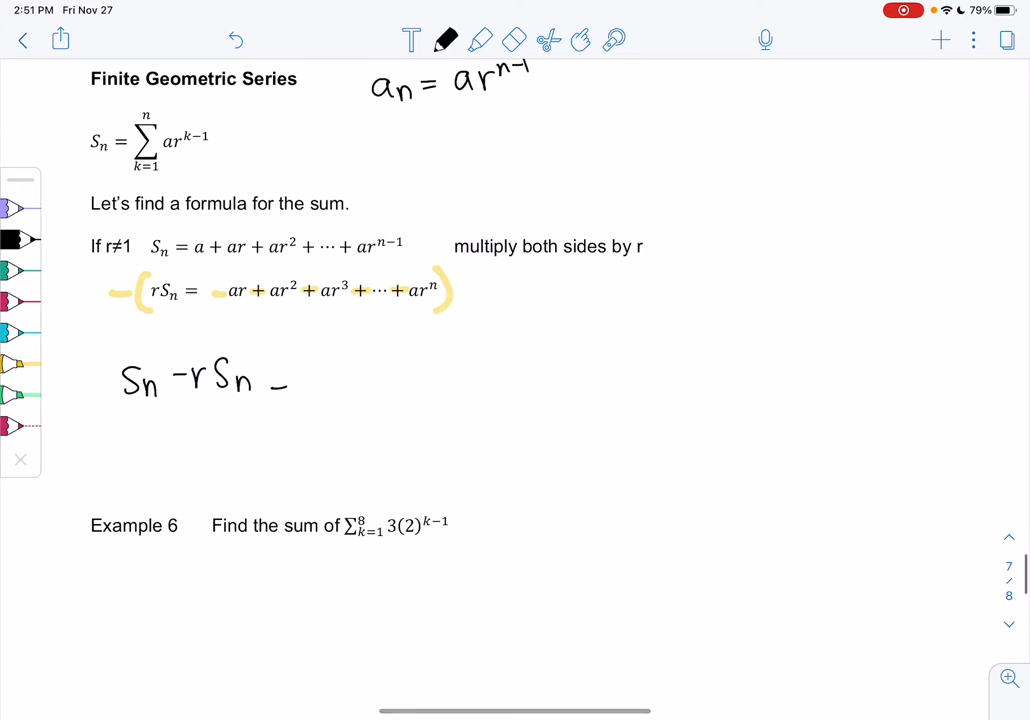 2:51 PM Fri Nov 27 79%
T
Finite Geometric Series aₙ = arⁿ⁻¹
Sₙ = ∑ₖ₌₁ⁿ arᵏ⁻¹
Let's find a formula for the sum.
If r≠1 Sₙ = a + ar + ar² + ⋯ + arⁿ⁻¹ multiply both sides by r
−( rSₙ = −ar + ar² + ar³ + ⋯ + arⁿ )
Sₙ −rSₙ −
Example 6 Find the sum of ∑ₖ₌₁⁸ 3(2)ᵏ⁻¹
7
/
8